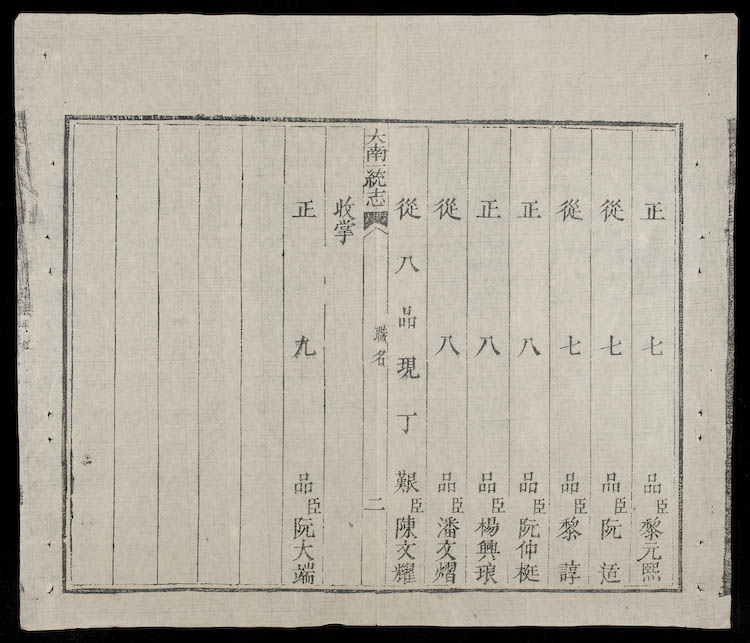 正七品臣黎元熙
從七品臣阮适
從七品臣黎諄
正八品臣阮仲梃
正八品臣楊興琅
從八品臣潘文熠
從八品現丁艱臣陳文耀
大南一統志 職名 二
收掌
正九品臣阮大端